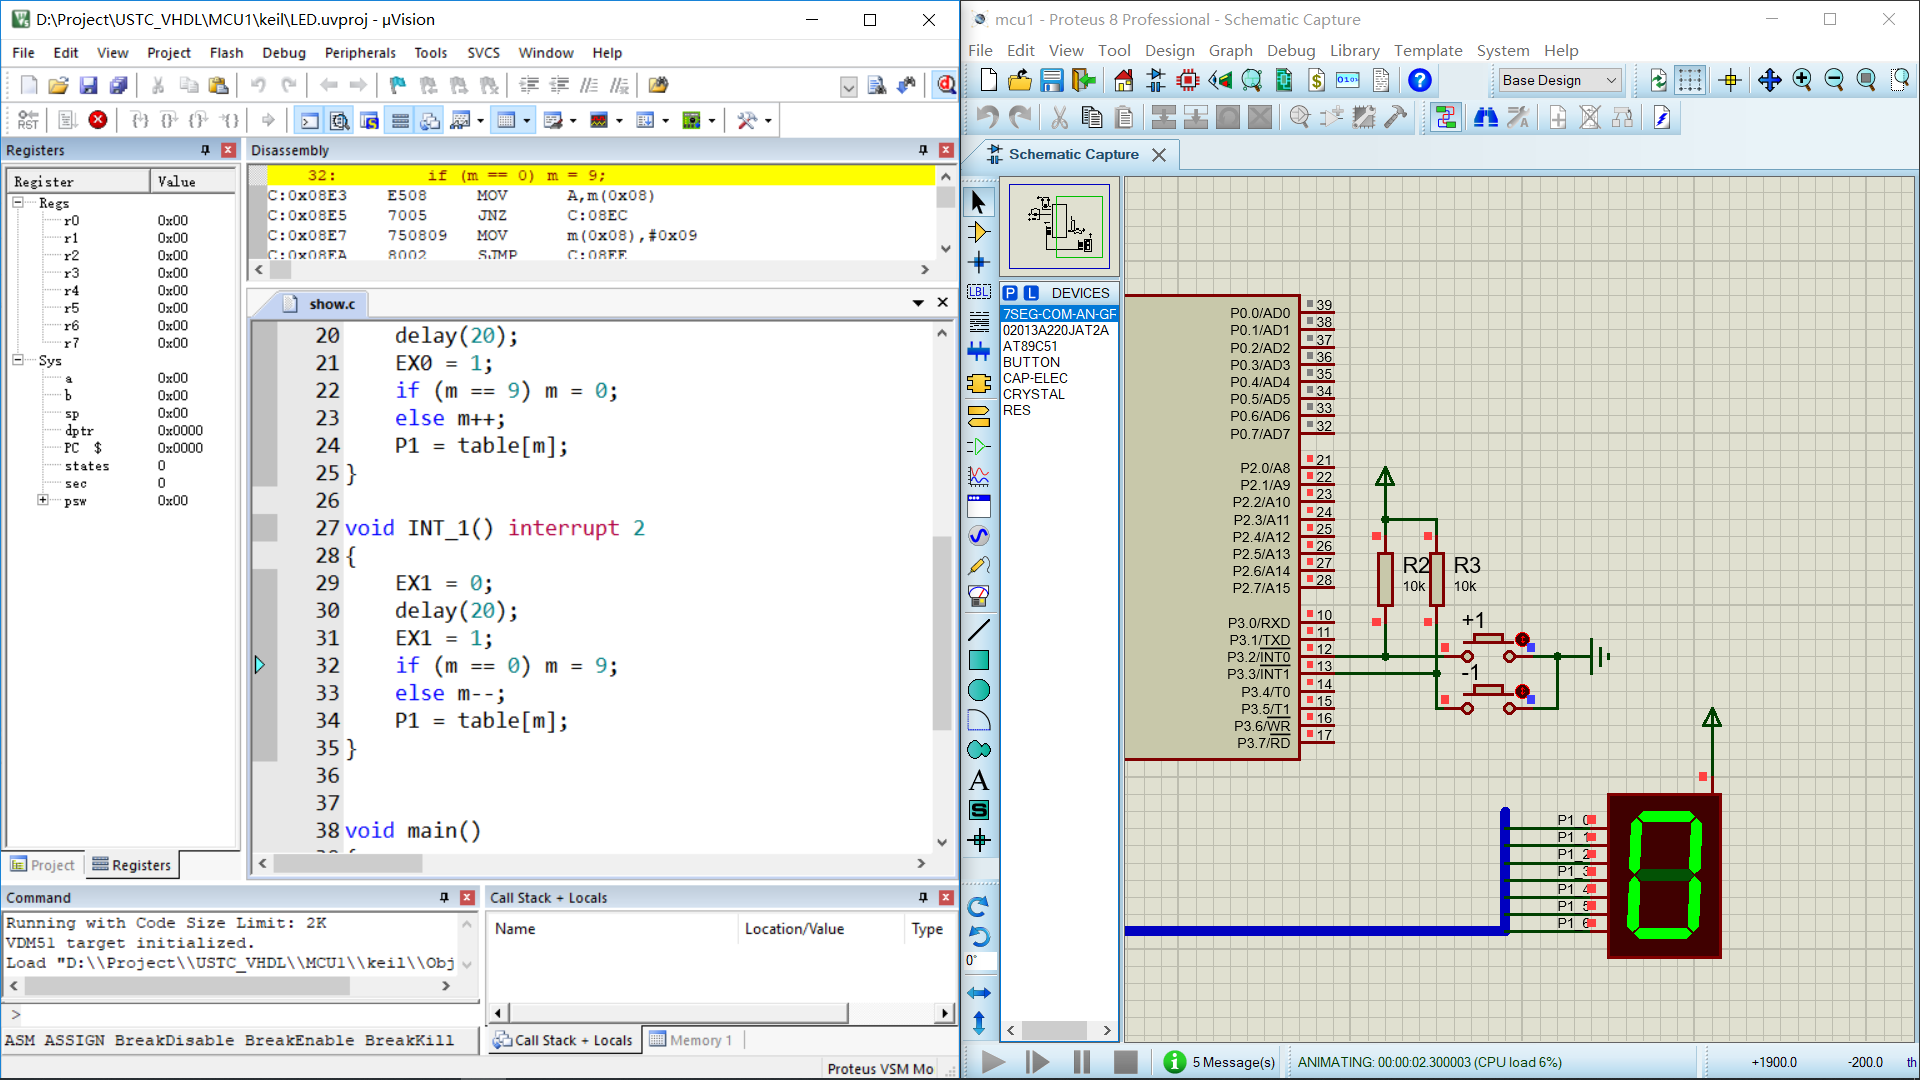 D:\Project\USTC_VHDL\MCU1\keil\LED.uvproj - µVision
File Edit View Project Flash Debug Peripherals Tools SVCS Window Help
RST
Registers
Register Value
Regs
r0 0x00
r1 0x00
r2 0x00
r3 0x00
r4 0x00
r5 0x00
r6 0x00
r7 0x00
Sys
a 0x00
b 0x00
sp 0x00
dptr 0x0000
PC $ 0x0000
states 0
sec 0
psw 0x00
Project Registers
Disassembly
32: if (m == 0) m = 9;
C:0x08E3 E508 MOV A,m(0x08)
C:0x08E5 7005 JNZ C:08EC
C:0x08E7 750809 MOV m(0x08),#0x09
C:0x08EA 8002 SJMP C:08EE
show.c
20 delay(20);
21 EX0 = 1;
22 if (m == 9) m = 0;
23 else m++;
24 P1 = table[m];
25 }
26
27 void INT_1() interrupt 2
28 {
29 EX1 = 0;
30 delay(20);
31 EX1 = 1;
32 if (m == 0) m = 9;
33 else m--;
34 P1 = table[m];
35 }
36
37
38 void main()
Command
Running with Code Size Limit: 2K
VDM51 target initialized.
Load "D:\\Project\\USTC_VHDL\\MCU1\\keil\\Obj
>
ASM ASSIGN BreakDisable BreakEnable BreakKill
Call Stack + Locals
Name Location/Value Type
Call Stack + Locals Memory 1
Proteus VSM Mo
mcu1 - Proteus 8 Professional - Schematic Capture
File Edit View Tool Design Graph Debug Library Template System Help
Base Design
Schematic Capture
P L DEVICES
7SEG-COM-AN-GF
02013A220JAT2A
AT89C51
BUTTON
CAP-ELEC
CRYSTAL
RES
LBL
A
S
0°
P0.0/AD0 39
P0.1/AD1 38
P0.2/AD2 37
P0.3/AD3 36
P0.4/AD4 35
P0.5/AD5 34
P0.6/AD6 33
P0.7/AD7 32
P2.0/A8 21
P2.1/A9 22
P2.2/A10 23
P2.3/A11 24
P2.4/A12 25
P2.5/A13 26
P2.6/A14 27
P2.7/A15 28
P3.0/RXD 10
P3.1/TXD 11
P3.2/INT0 12
P3.3/INT1 13
P3.4/T0 14
P3.5/T1 15
P3.6/WR 16
P3.7/RD 17
R2
10k
R3
10k
+1
-1
P1_0
P1_1
P1_2
P1_3
P1_4
P1_5
P1_6
0
5 Message(s) ANIMATING: 00:00:02.300003 (CPU load 6%) +1900.0 -200.0 th